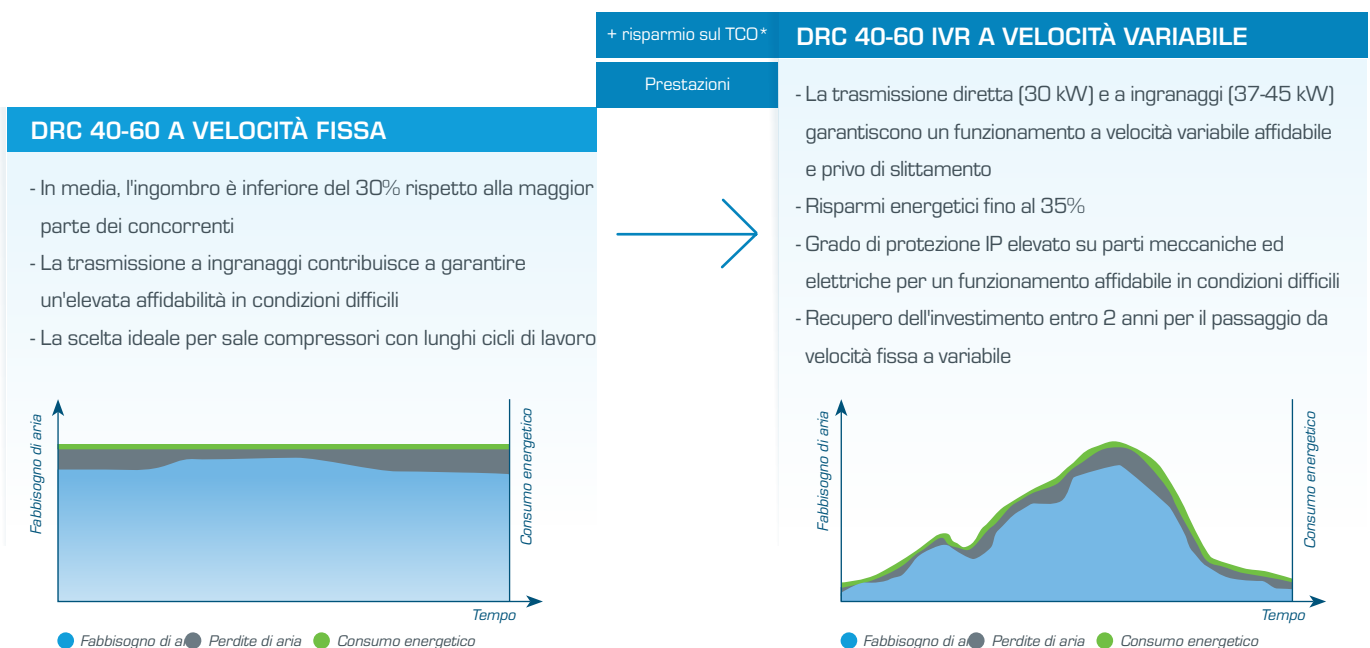 + risparmio sul TCO*
Prestazioni
DRC 40-60 A VELOCITÀ FISSA
- In media, l'ingombro è inferiore del 30% rispetto alla maggior
parte dei concorrenti
- La trasmissione a ingranaggi contribuisce a garantire
un'elevata affidabilità in condizioni difficili
- La scelta ideale per sale compressori con lunghi cicli di lavoro
Fabbisogno di aria
Consumo energetico
Tempo
Fabbisogno di ar
Perdite di aria
Consumo energetico
DRC 40-60 IVR A VELOCITÀ VARIABILE
- La trasmissione diretta (30 kW) e a ingranaggi (37-45 kW)
garantiscono un funzionamento a velocità variabile affidabile
e privo di slittamento
- Risparmi energetici fino al 35%
- Grado di protezione IP elevato su parti meccaniche ed
elettriche per un funzionamento affidabile in condizioni difficili
- Recupero dell'investimento entro 2 anni per il passaggio da
velocità fissa a variabile
Fabbisogno di aria
Consumo energetico
Tempo
Fabbisogno di ar
Perdite di aria
Consumo energetico